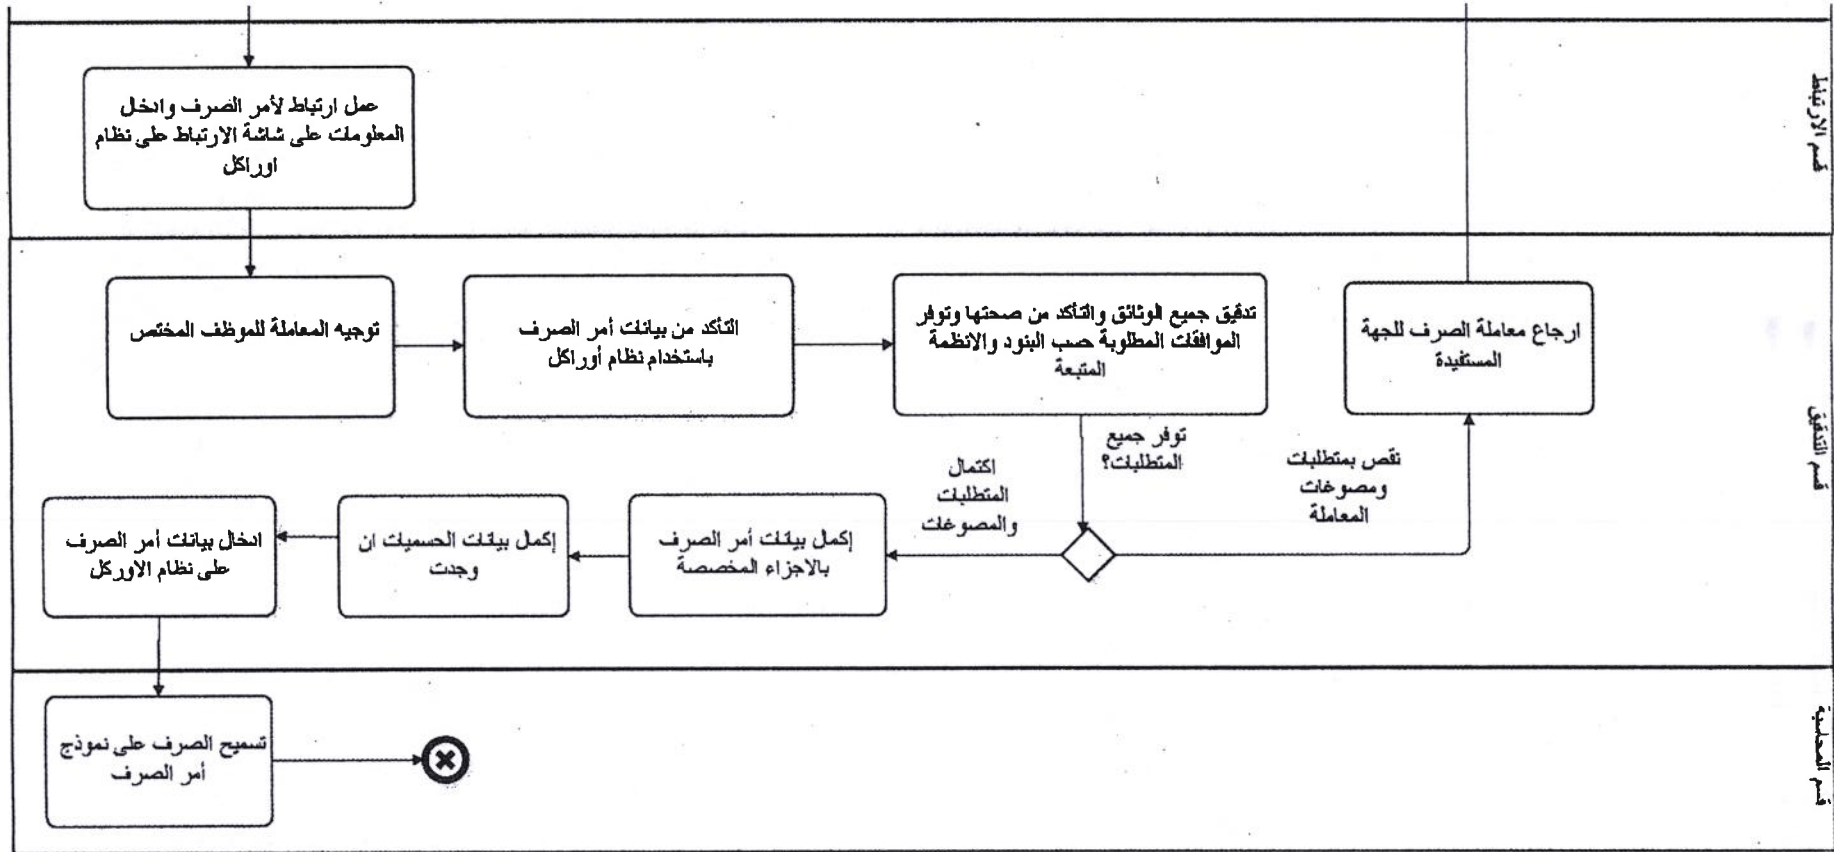 قسم الارتباط
عمل ارتباط لأمر الصرف وادخال
المعلومات على شاشة الارتباط على نظام
اوراكل
قسم التدقيق
توجيه المعاملة للموظف المختص
التأكد من بيانات أمر الصرف
باستخدام نظام أوراكل
تدقيق جميع الوثائق والتأكد من صحتها وتوفر
الموافقات المطلوبة حسب البنود والانظمة
المتبعة
ارجاع معاملة الصرف للجهة
المستفيدة
توفر جميع
المتطلبات؟
نقص بمتطلبات
ومصوغات
المعاملة
اكتمال
المتطلبات
والمصوغات
إكمل بيانات أمر الصرف
بالاجزاء المخصصة
إكمل بيانات الحسميات ان
وجدت
ادخال بيانات أمر الصرف
على نظام الاوركل
قسم المحاسبة
تسميح الصرف على نموذج
أمر الصرف